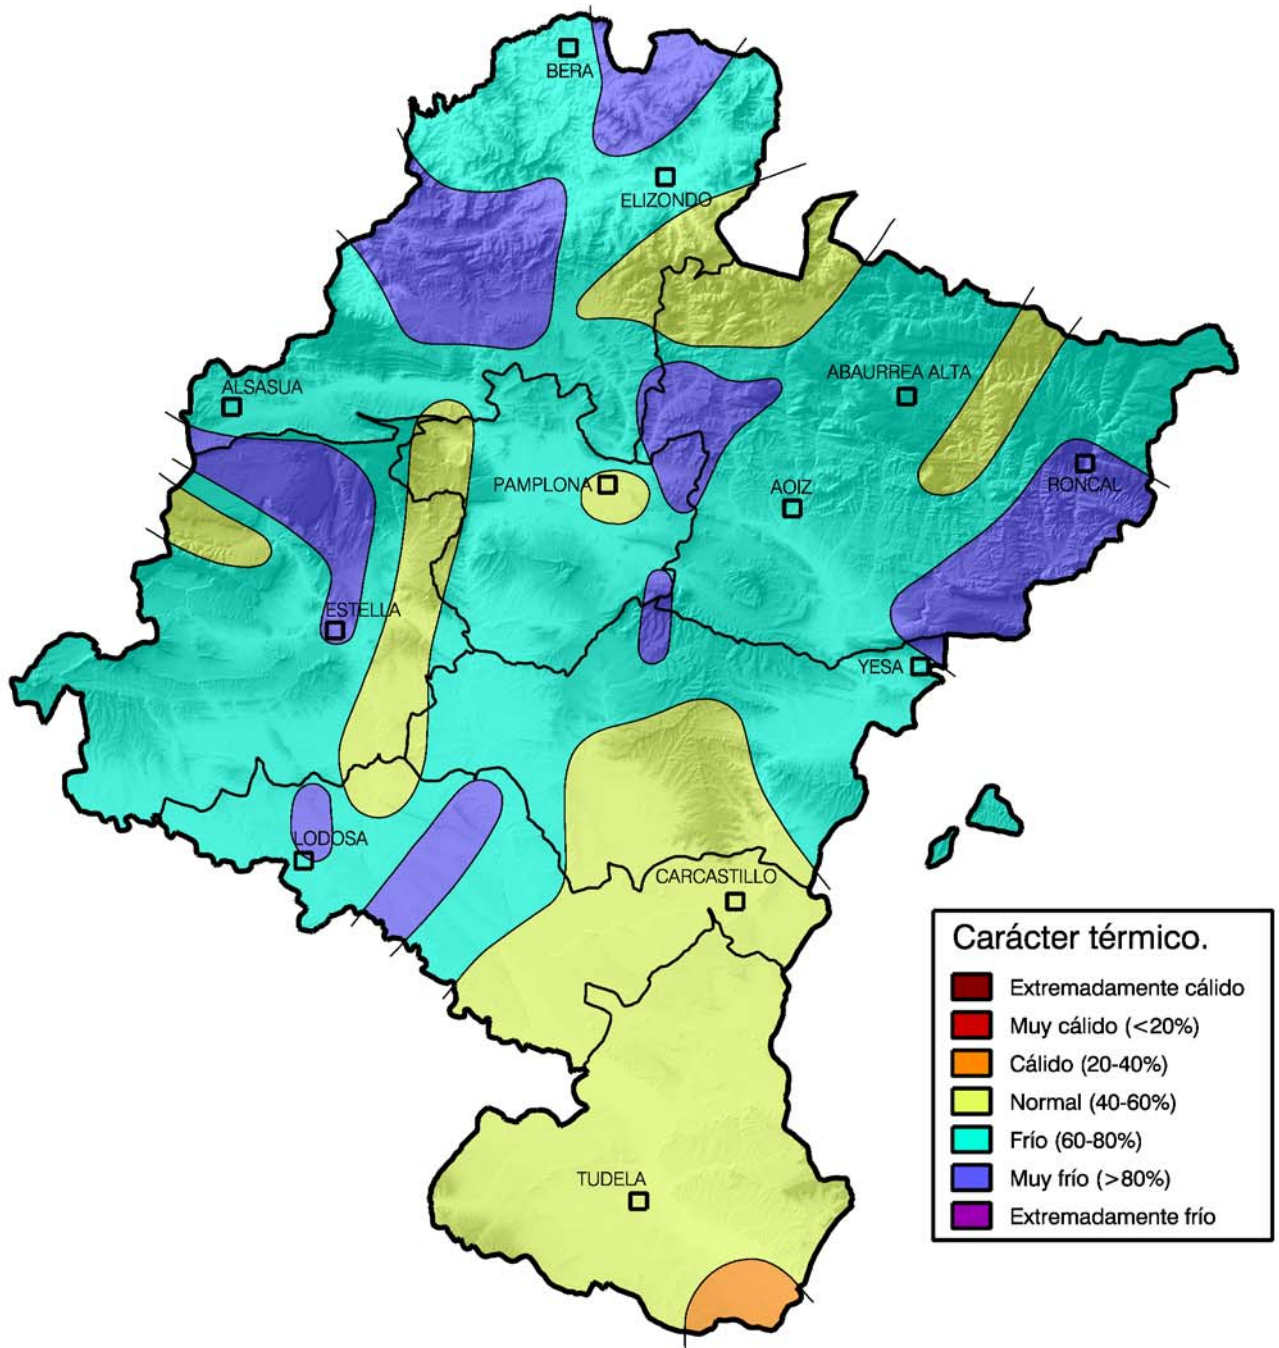 BERA
ELIZONDO
ALSASUA
ABAURREA ALTA
PAMPLONA
AOIZ
RONCAL
ESTELLA
YESA
LODOSA
CARCASTILLO
TUDELA
Carácter térmico.
Extremadamente cálido
Muy cálido (<20%)
Cálido (20-40%)
Normal (40-60%)
Frío (60-80%)
Muy frío (>80%)
Extremadamente frío